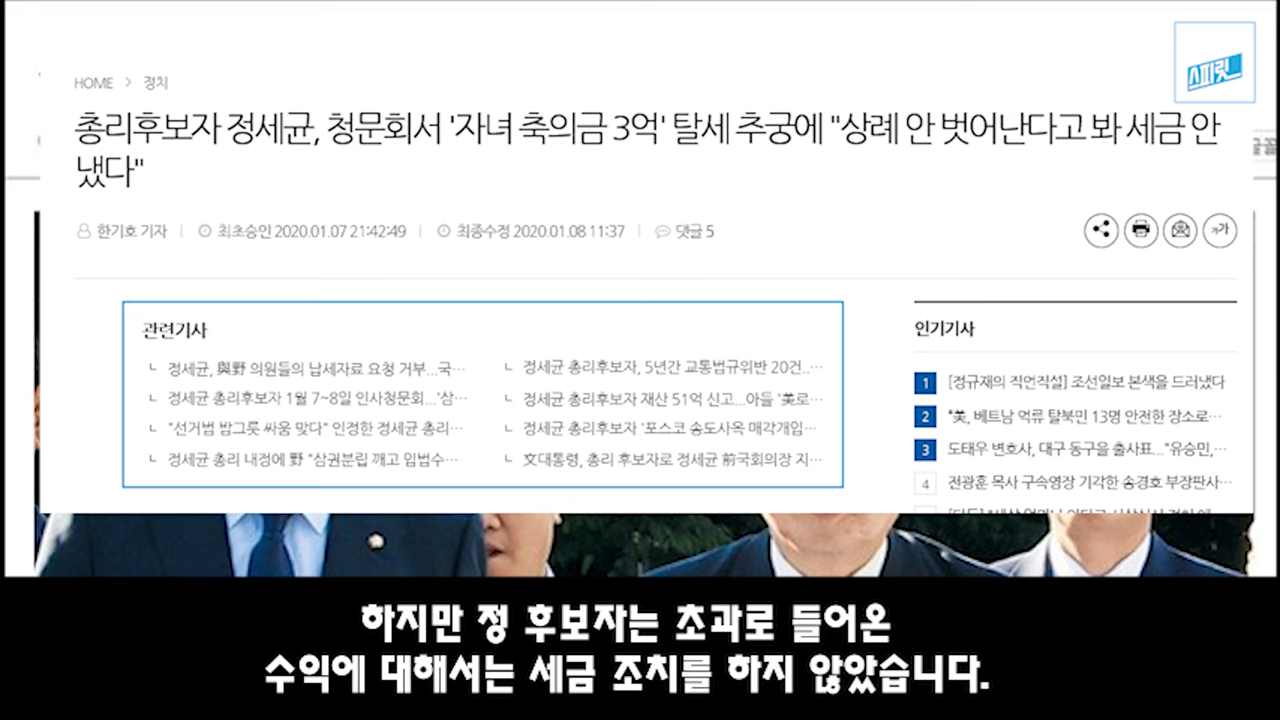 스피릿
HOME > 정치
총리후보자 정세균, 청문회서 '자녀 축의금 3억' 탈세 추궁에 "상례 안 벗어난다고 봐 세금 안
냈다"
한기호 기자 | 최초승인 2020.01.07 21:42:49 | 최종수정 2020.01.08 11:37 | 댓글 5
가가
관련기사
정세균, 與野 의원들의 납세자료 요청 거부...국…
정세균 총리후보자 1월 7~8일 인사청문회...'삼…
"선거법 밥그릇 싸움 맞다" 인정한 정세균 총리…
정세균 총리 내정에 野 "삼권분립 깨고 입법수…
정세균 총리후보자, 5년간 교통법규위반 20건..…
정세균 총리후보자 재산 51억 신고...아들 '美로…
정세균 총리후보자 '포스코 송도사옥 매각개입…
文대통령, 총리 후보자로 정세균 前국회의장 지…
인기기사
1 [정규재의 직언직설] 조선일보 본색을 드러냈다
2 "美, 베트남 억류 탈북민 13명 안전한 장소로…
3 도태우 변호사, 대구 동구을 출사표..."유승민,…
4 전광훈 목사 구속영장 기각한 송경호 부장판사…
하지만 정 후보자는 초과로 들어온
수익에 대해서는 세금 조치를 하지 않았습니다.